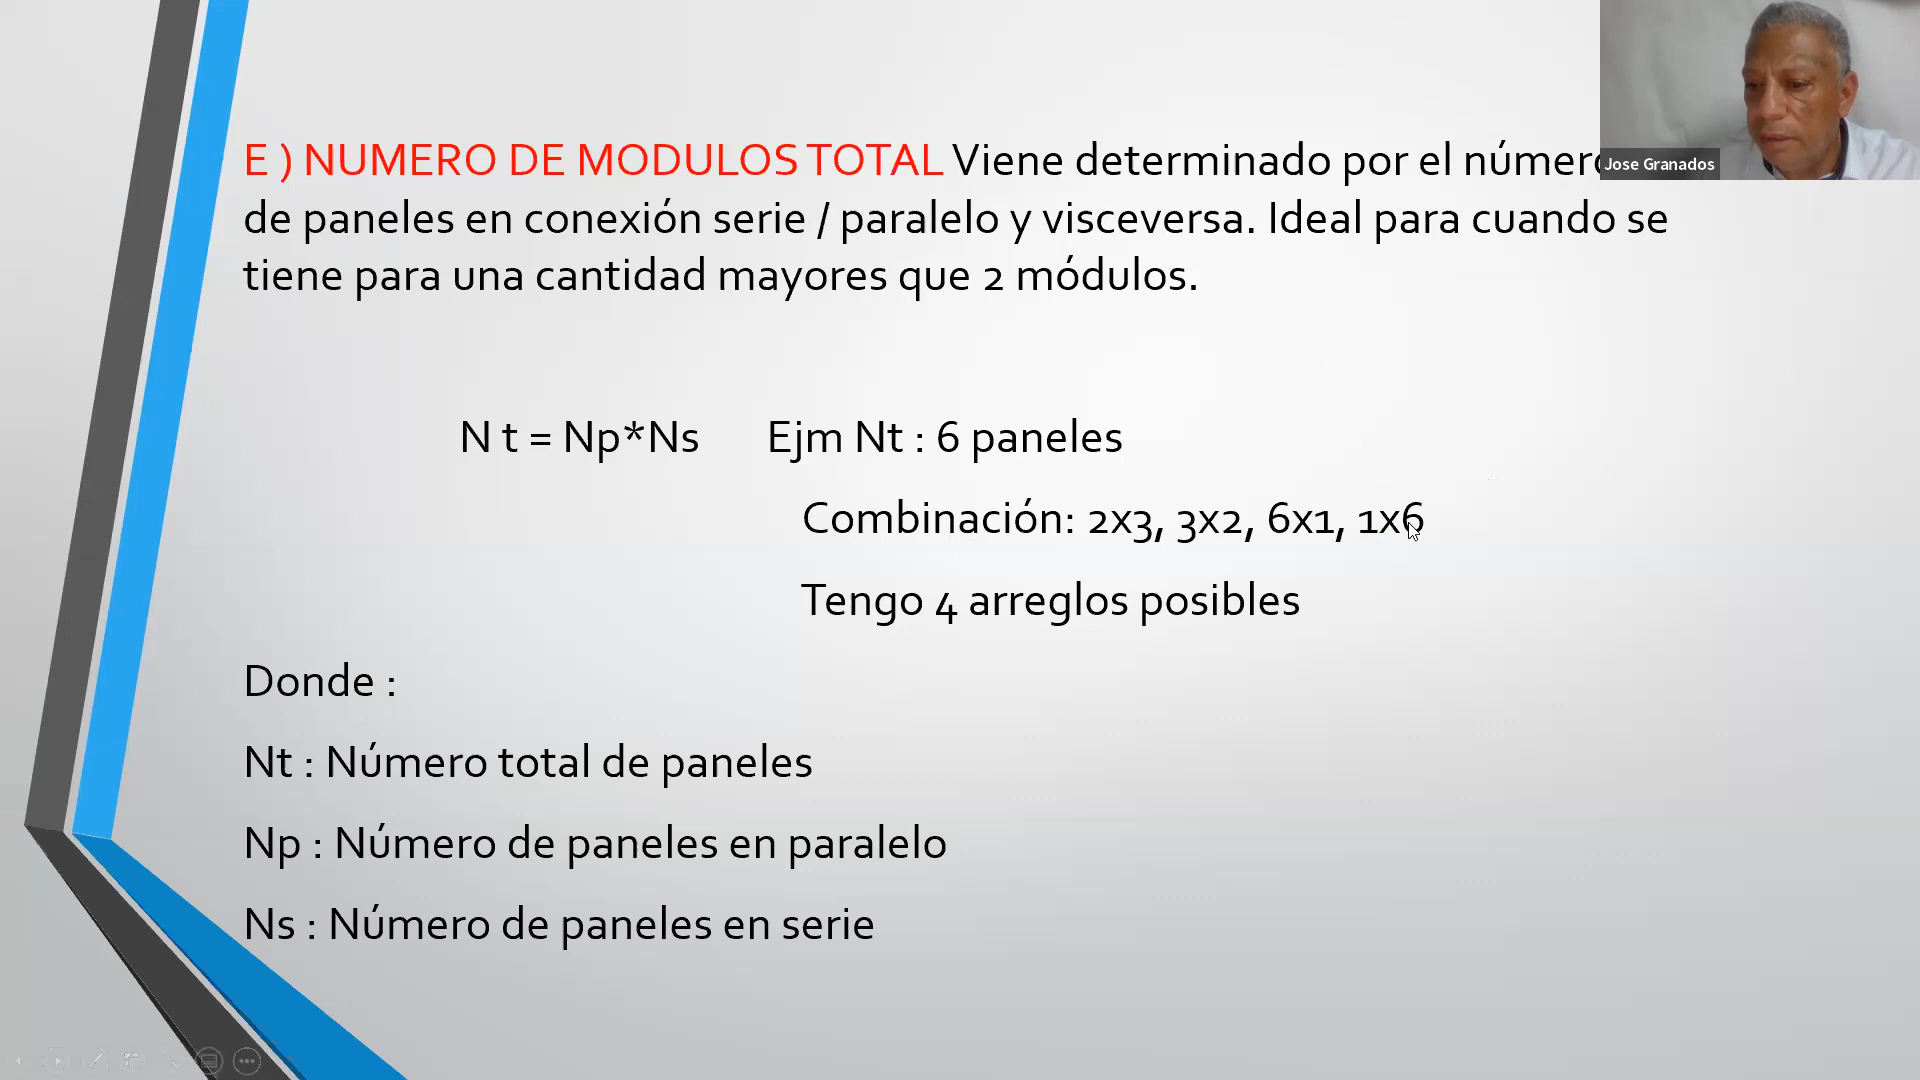 E ) NUMERO DE MODULOS TOTAL Viene determinado por el número
de paneles en conexión serie / paralelo y visceversa. Ideal para cuando se
tiene para una cantidad mayores que 2 módulos.
N t = Np*Ns Ejm Nt : 6 paneles
Combinación: 2x3, 3x2, 6x1, 1x6
Tengo 4 arreglos posibles
Donde :
Nt : Número total de paneles
Np : Número de paneles en paralelo
Ns : Número de paneles en serie
Jose Granados